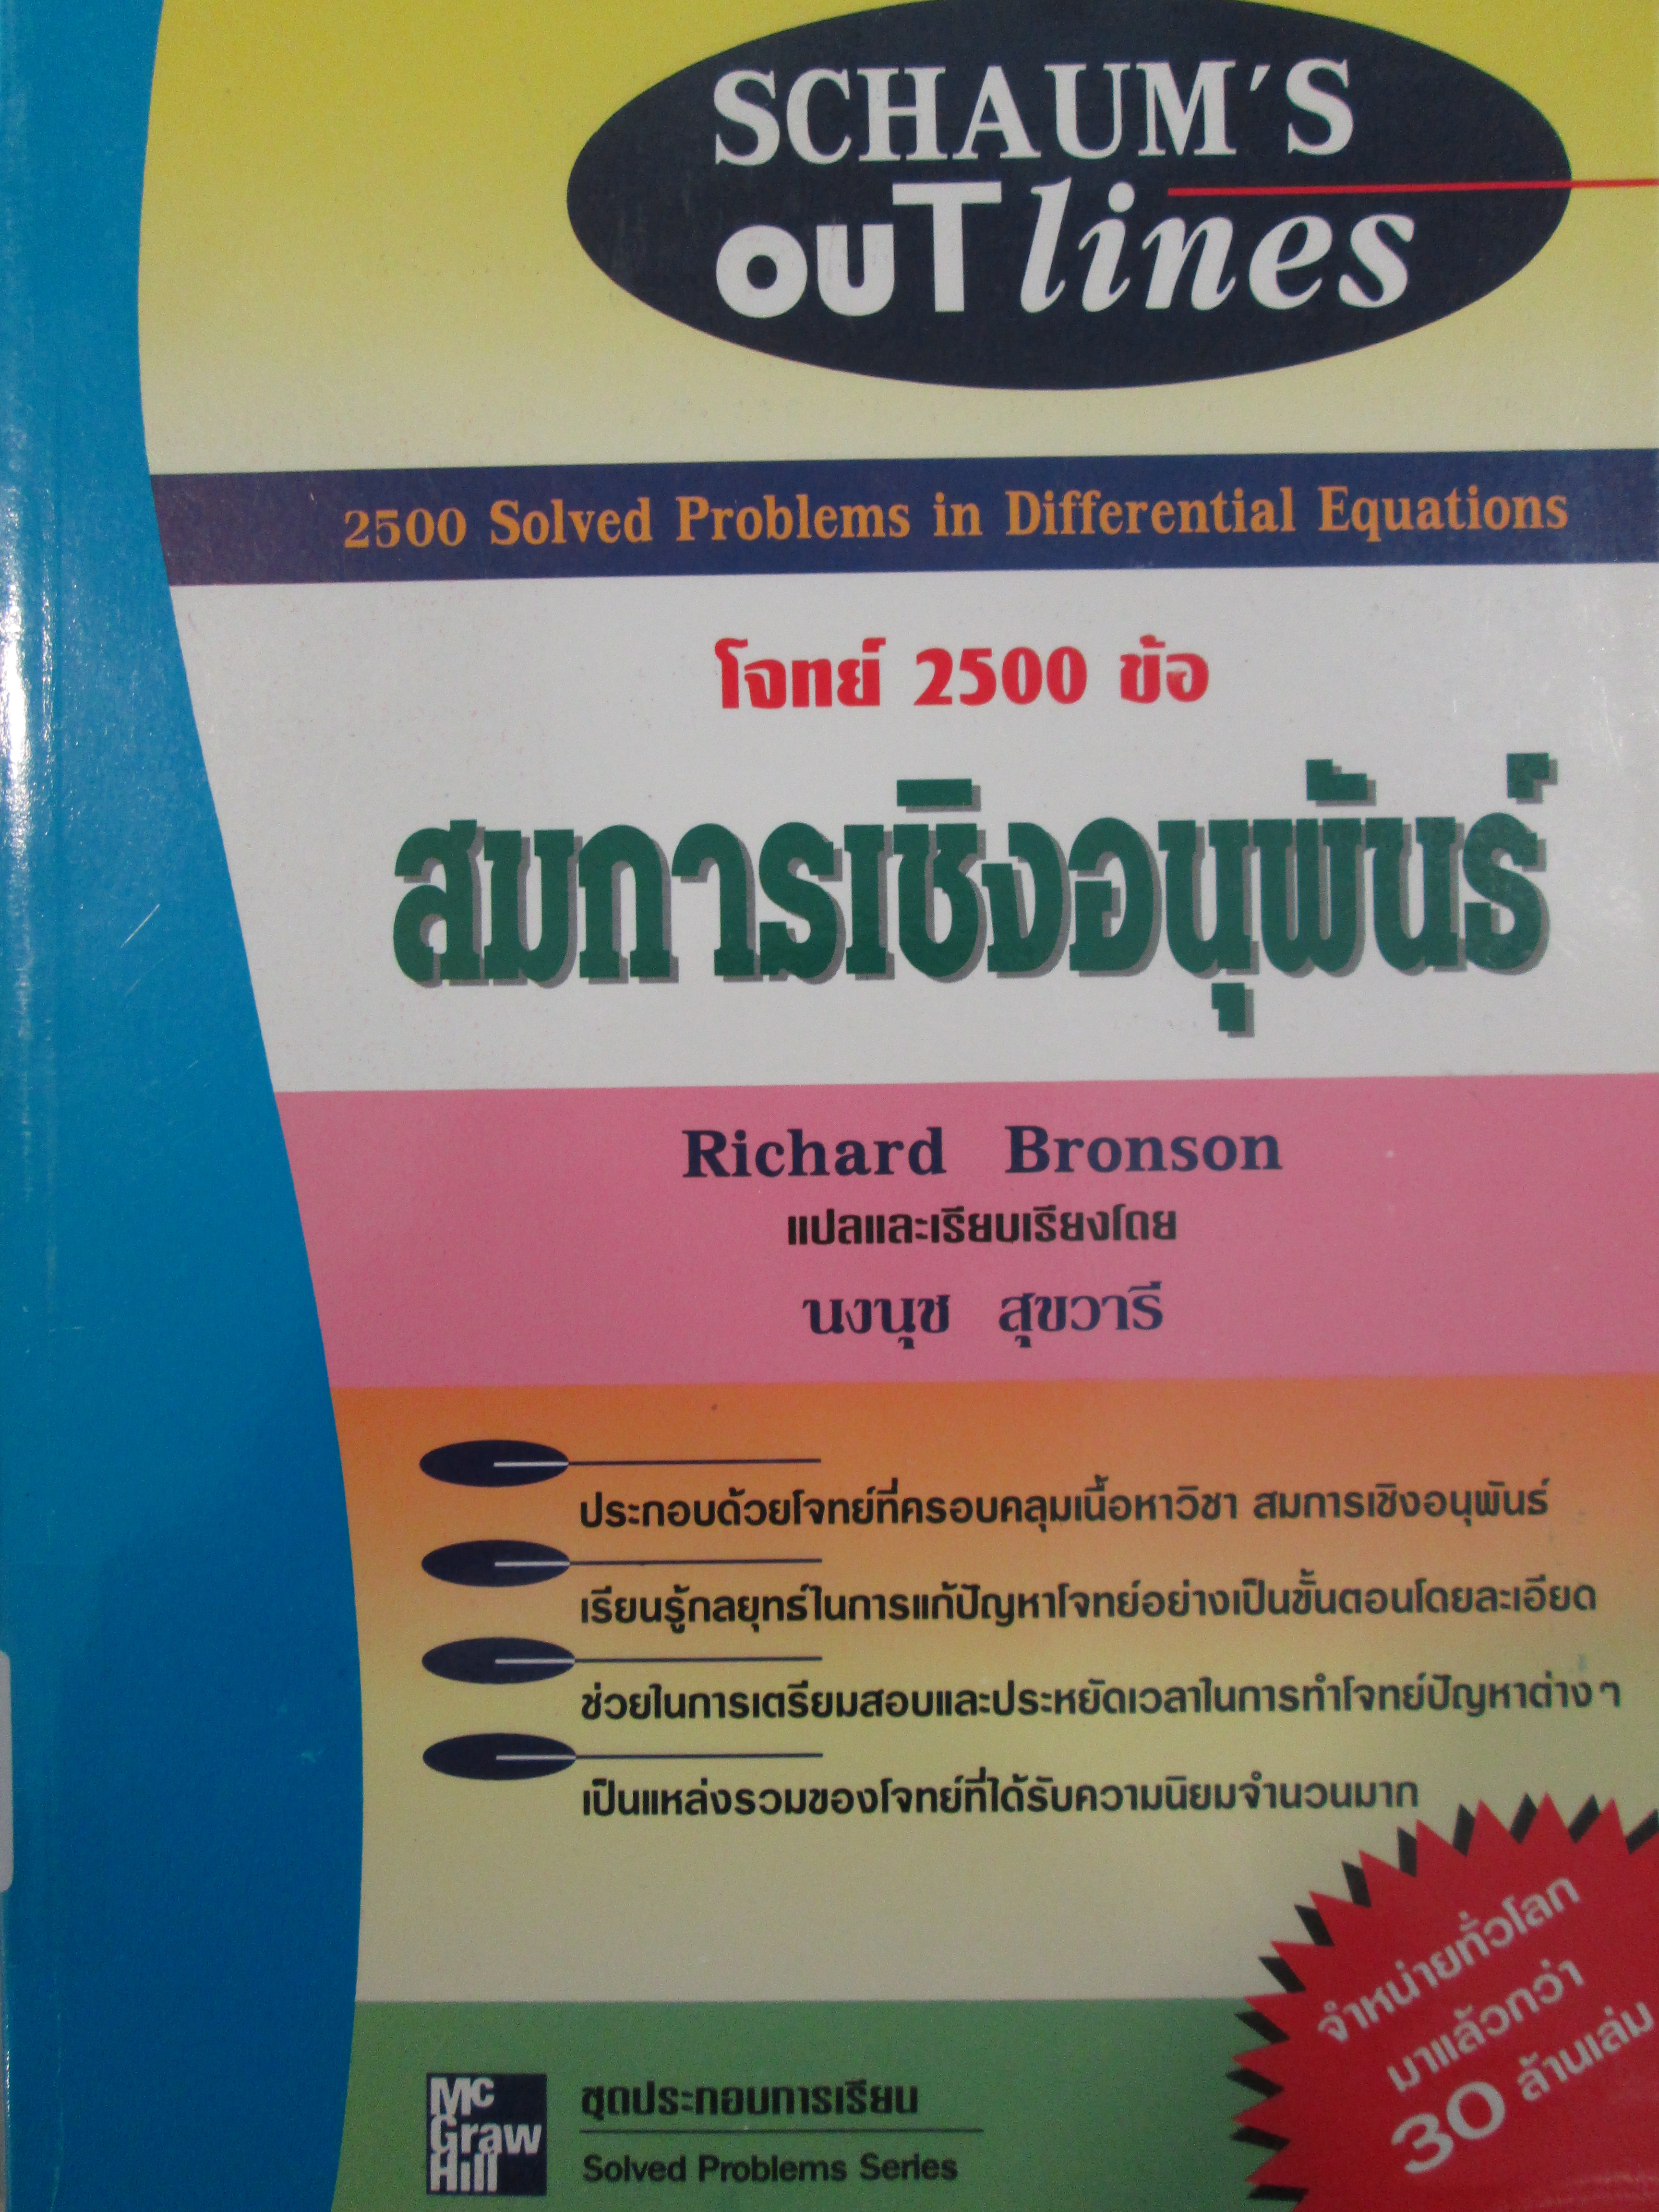 SCHAUM'S
OUTlines
2500 Solved Problems in Differential Equations
โจทย์ 2500 ข้อ
สมการเชิงอนุพันธ์
Richard Bronson
แปลและเรียบเรียงโดย
นงนุช สุขวารี
ประกอบด้วยโจทย์ที่ครอบคลุมเนื้อหาวิชา สมการเชิงอนุพันธ์
เรียนรู้กลยุทธ์ในการแก้ปัญหาโจทย์อย่างเป็นขั้นตอนโดยละเอียด
ช่วยในการเตรียมสอบและประหยัดเวลาในการทำโจทย์ปัญหาต่างๆ
เป็นแหล่งรวมของโจทย์ที่ได้รับความนิยมจำนวนมาก
จำหน่ายทั่วโลก
มาแล้วกว่า
30 ล้านเล่ม
Mc
Graw
Hill
ชุดประกอบการเรียน
Solved Problems Series